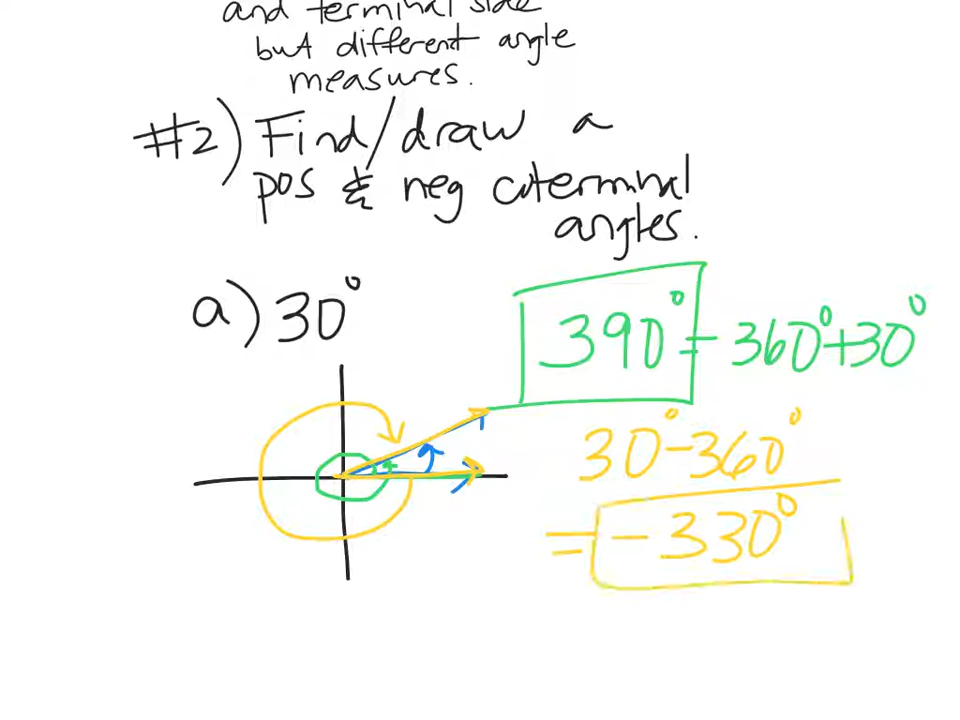 and terminal side
but different angle
measures.
#2) Find/draw a
pos & neg coterminal
angles.
a) 30°
390° = 360° + 30°
30° - 360°
= -330°